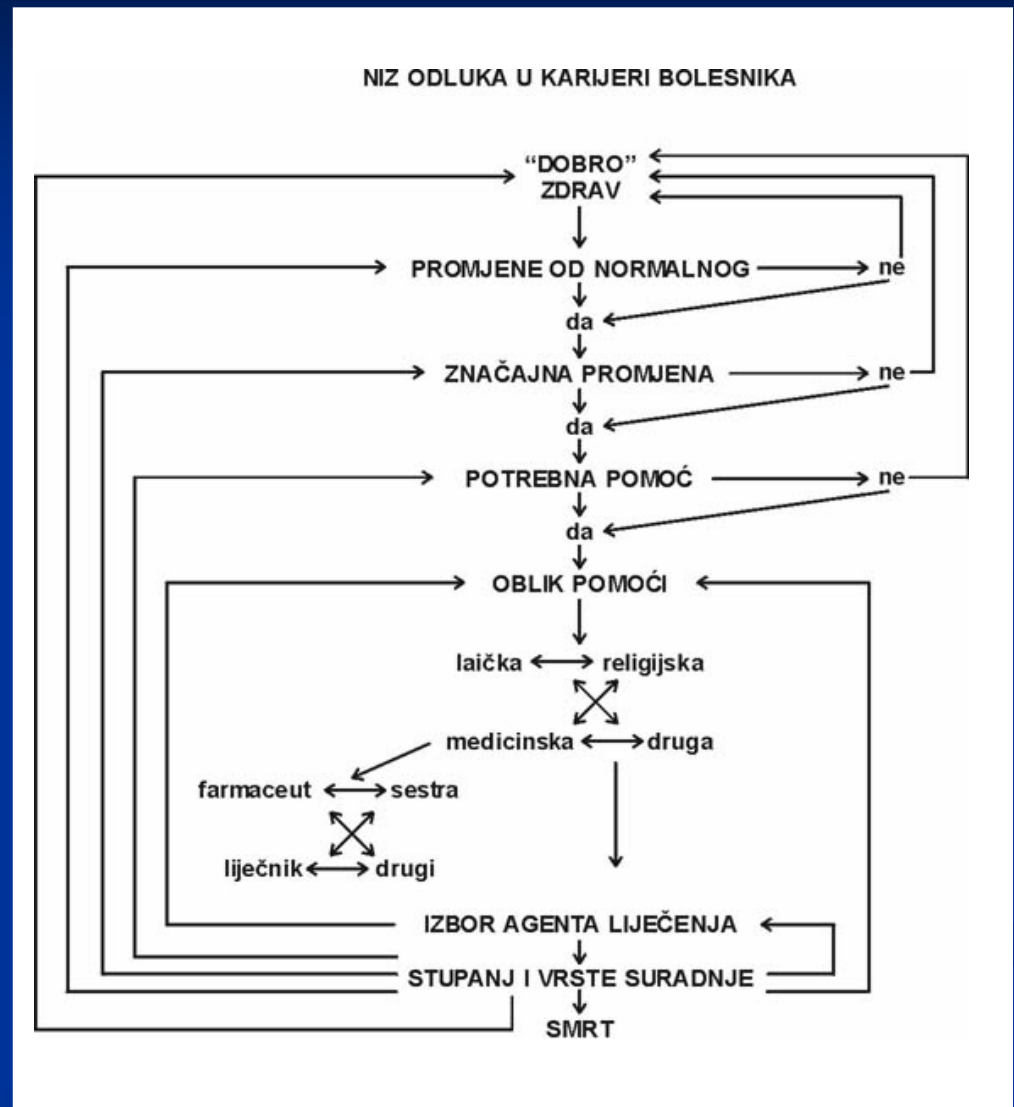 NIZ ODLUKA U KARIJERI BOLESNIKA
“DOBRO”
ZDRAV
PROMJENE OD NORMALNOG ne
da
ZNAČAJNA PROMJENA ne
da
POTREBNA POMOĆ ne
da
OBLIK POMOĆI
laička religijska
medicinska druga
farmaceut sestra
liječnik drugi
IZBOR AGENTA LIJEČENJA
STUPANJ I VRSTE SURADNJE
SMRT